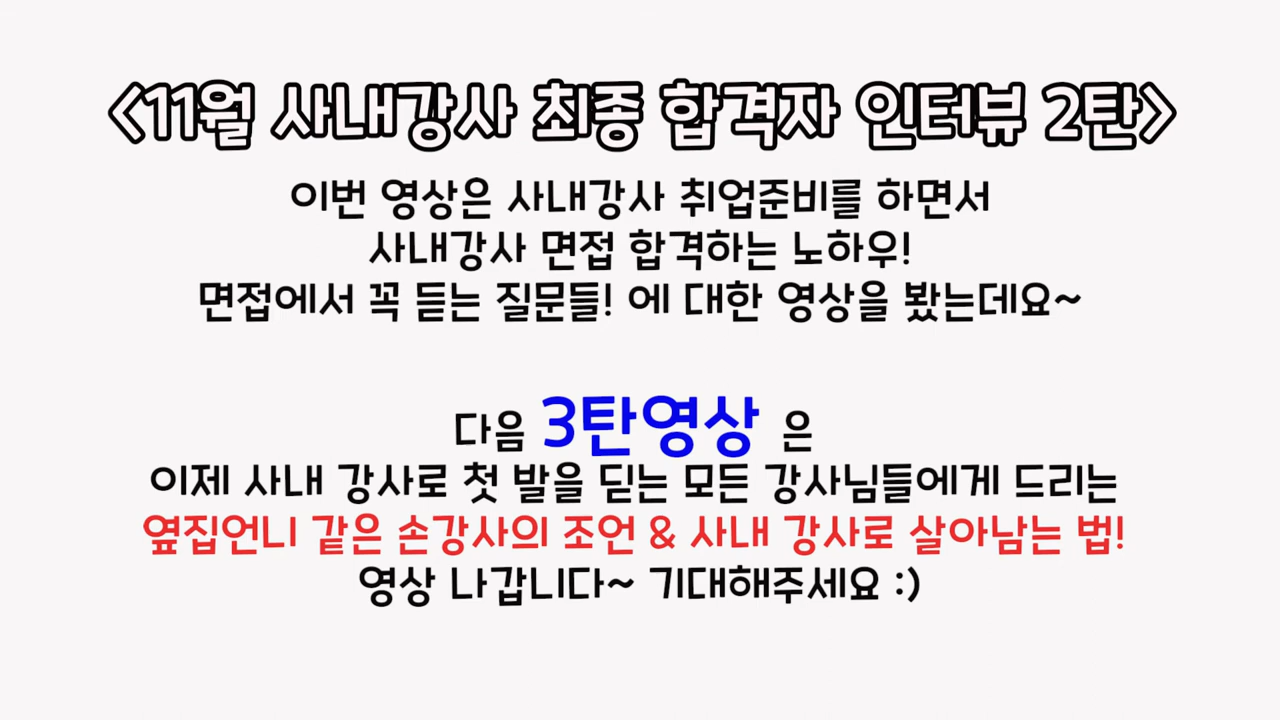 <11월 사내강사 최종 합격자 인터뷰 2탄>
이번 영상은 사내강사 취업준비를 하면서
사내강사 면접 합격하는 노하우!
면접에서 꼭 듣는 질문들! 에 대한 영상을 봤는데요~
다음 3탄영상 은
이제 사내 강사로 첫 발을 딛는 모든 강사님들에게 드리는
옆집언니 같은 손강사의 조언 & 사내 강사로 살아남는 법!
영상 나갑니다~ 기대해주세요 :)